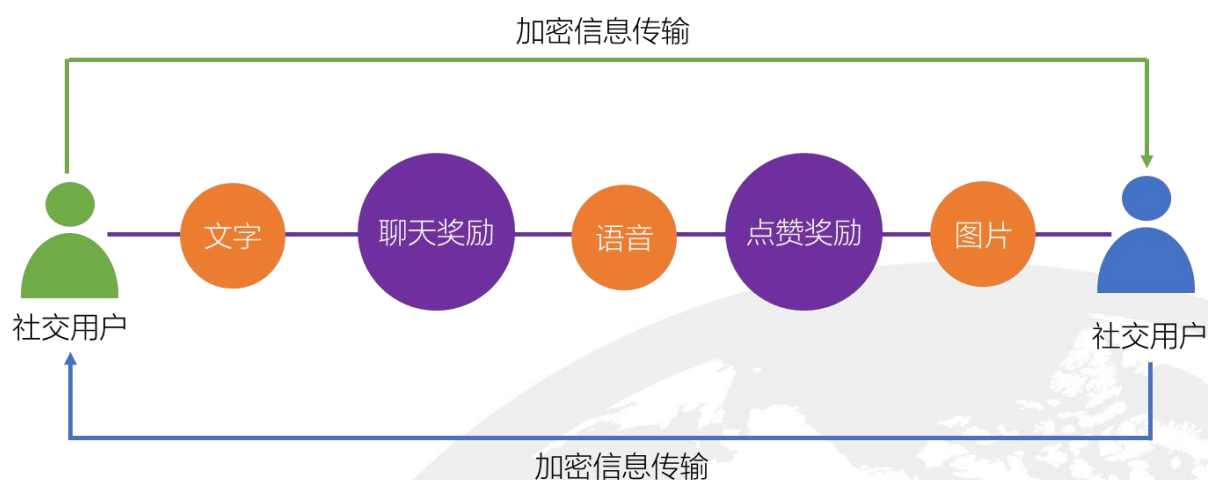 加密信息传输
文字
聊天奖励
语音
点赞奖励
图片
社交用户
社交用户
加密信息传输